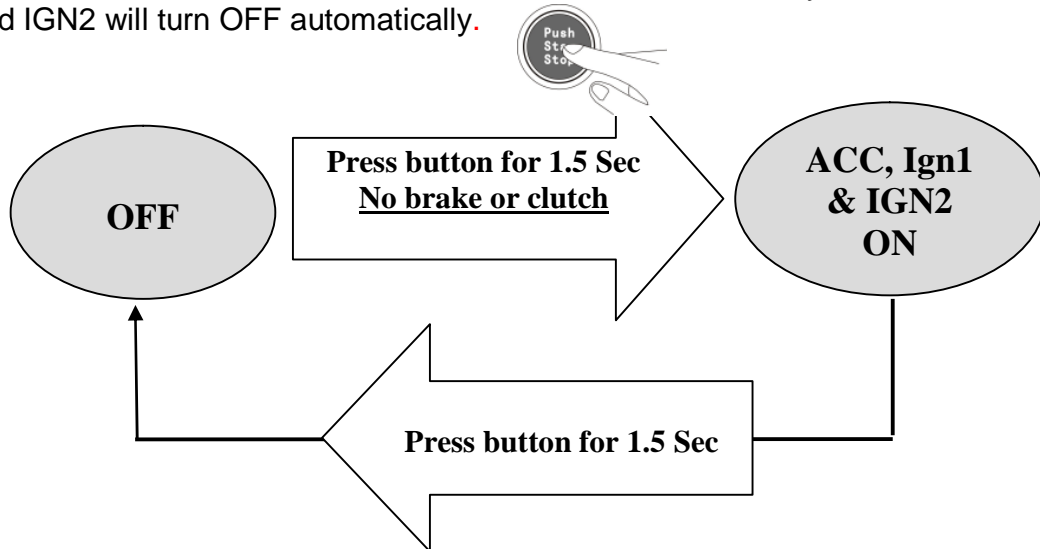 d IGN2 will turn OFF automatically.
Push
Stop
Press button for 1.5 Sec
No brake or clutch
OFF
ACC, Ign1
& IGN2
ON
Press button for 1.5 Sec